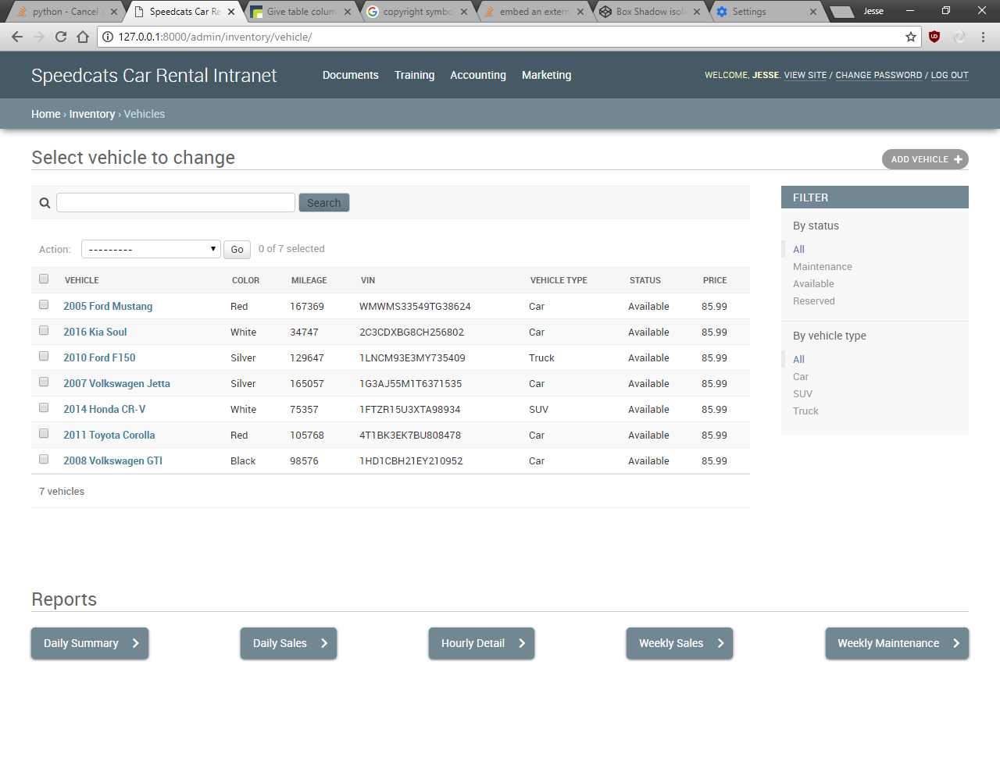 python - Cancel
Speedcats Car Re
Give table colum
copyright symbo
embed an extern
Box Shadow isol
Settings
Jesse
127.0.0.1:8000/admin/inventory/vehicle/
Speedcats Car Rental Intranet
Documents Training Accounting Marketing
WELCOME, JESSE. VIEW SITE / CHANGE PASSWORD / LOG OUT
Home › Inventory › Vehicles
Select vehicle to change
ADD VEHICLE
Search
Action: --------- Go 0 of 7 selected
VEHICLE COLOR MILEAGE VIN VEHICLE TYPE STATUS PRICE
2005 Ford Mustang Red 167369 WMWMS33549TG38624 Car Available 85.99
2016 Kia Soul White 34747 2C3CDXBG8CH256802 Car Available 85.99
2010 Ford F150 Silver 129647 1LNCM93E3MY735409 Truck Available 85.99
2007 Volkswagen Jetta Silver 165057 1G3AJ55M1T6371535 Car Available 85.99
2014 Honda CR-V White 75357 1FTZR15U3XTA98934 SUV Available 85.99
2011 Toyota Corolla Red 105768 4T1BK3EK7BU808478 Car Available 85.99
2008 Volkswagen GTI Black 98576 1HD1CBH21EY210952 Car Available 85.99
7 vehicles
FILTER
By status
All
Maintenance
Available
Reserved
By vehicle type
All
Car
SUV
Truck
Reports
Daily Summary
Daily Sales
Hourly Detail
Weekly Sales
Weekly Maintenance